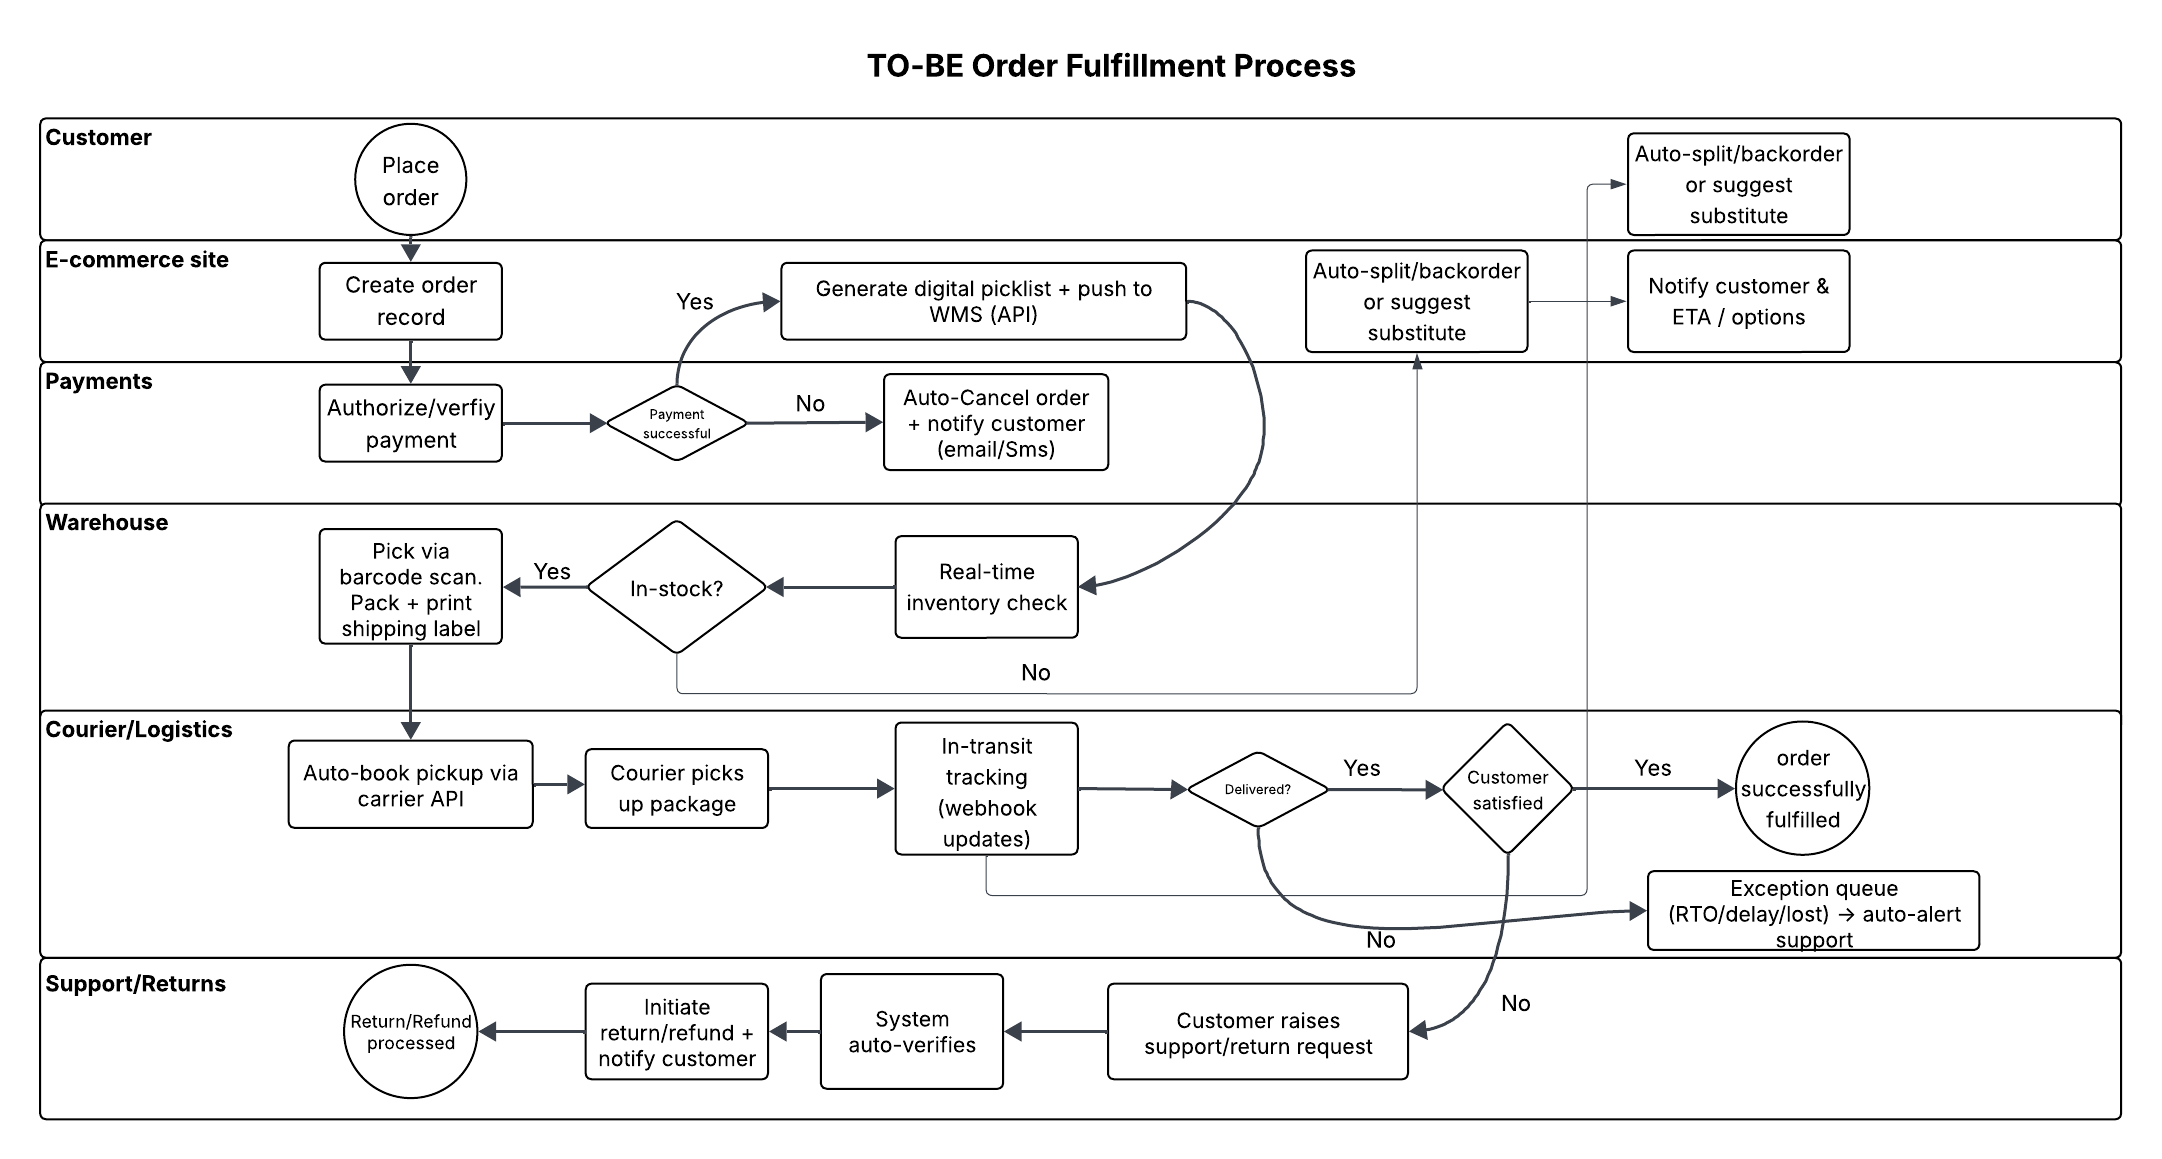 TO-BE Order Fulfillment Process
Customer
Place
order
Auto-split/backorder
or suggest
substitute
E-commerce site
Create order
record
Yes
Generate digital picklist + push to
WMS (API)
Auto-split/backorder
or suggest
substitute
Notify customer &
ETA / options
Payments
Authorize/verfiy
payment
Payment
successful
No
Auto-Cancel order
+ notify customer
(email/Sms)
Warehouse
Pick via
barcode scan.
Pack + print
shipping label
Yes
In-stock?
Real-time
inventory check
No
Courier/Logistics
Auto-book pickup via
carrier API
Courier picks
up package
In-transit
tracking
(webhook
updates)
Delivered?
Yes
Customer
satisfied
Yes
order
successfully
fulfilled
No
Exception queue
(RTO/delay/lost) → auto-alert
support
Support/Returns
Return/Refund
processed
Initiate
return/refund +
notify customer
System
auto-verifies
Customer raises
support/return request
No